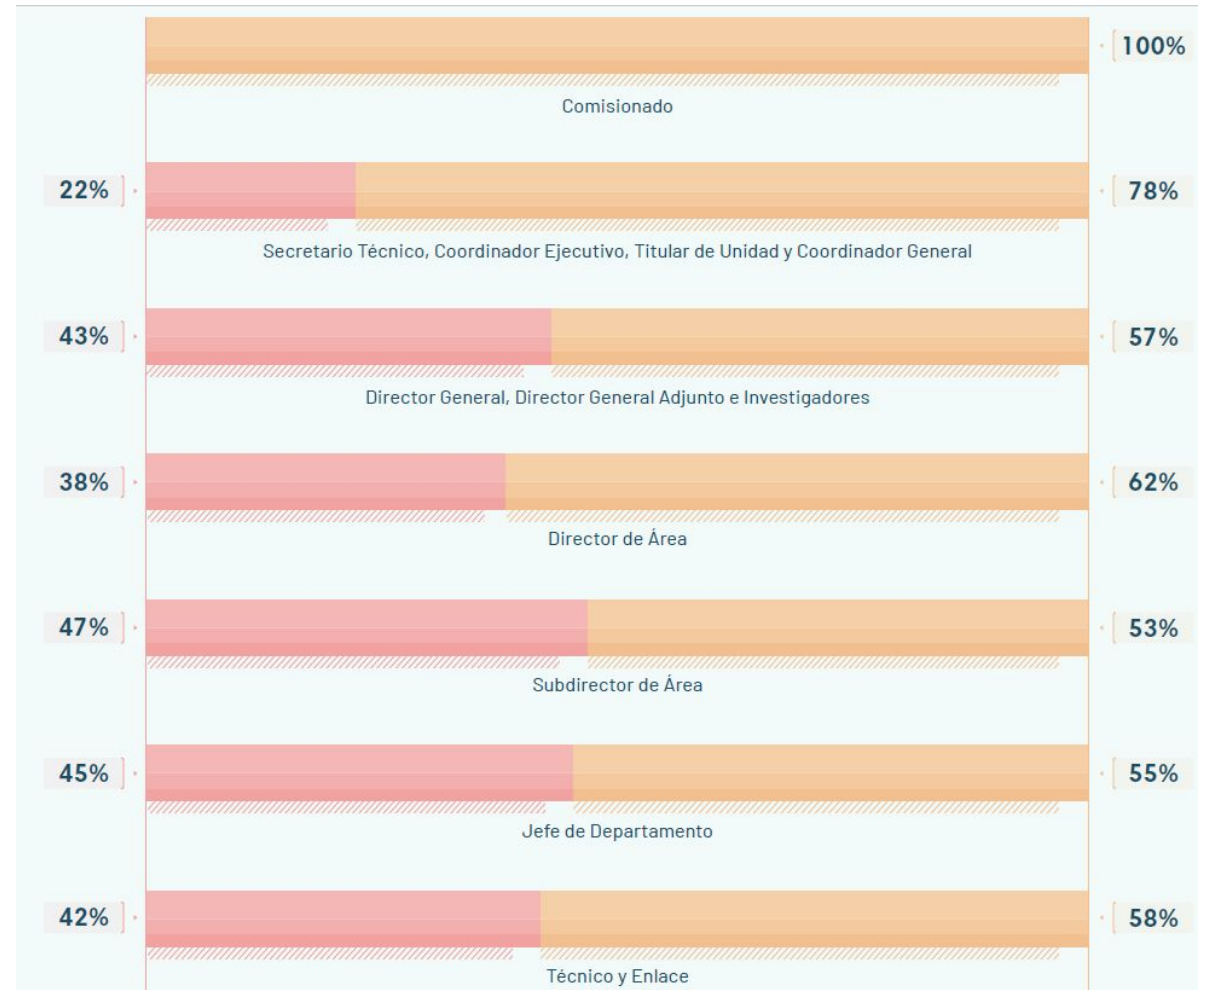 100%
Comisionado
22%
78%
Secretario Técnico, Coordinador Ejecutivo, Titular de Unidad y Coordinador General
43%
57%
Director General, Director General Adjunto e Investigadores
38%
62%
Director de Área
47%
53%
Subdirector de Área
45%
55%
Jefe de Departamento
42%
58%
Técnico y Enlace